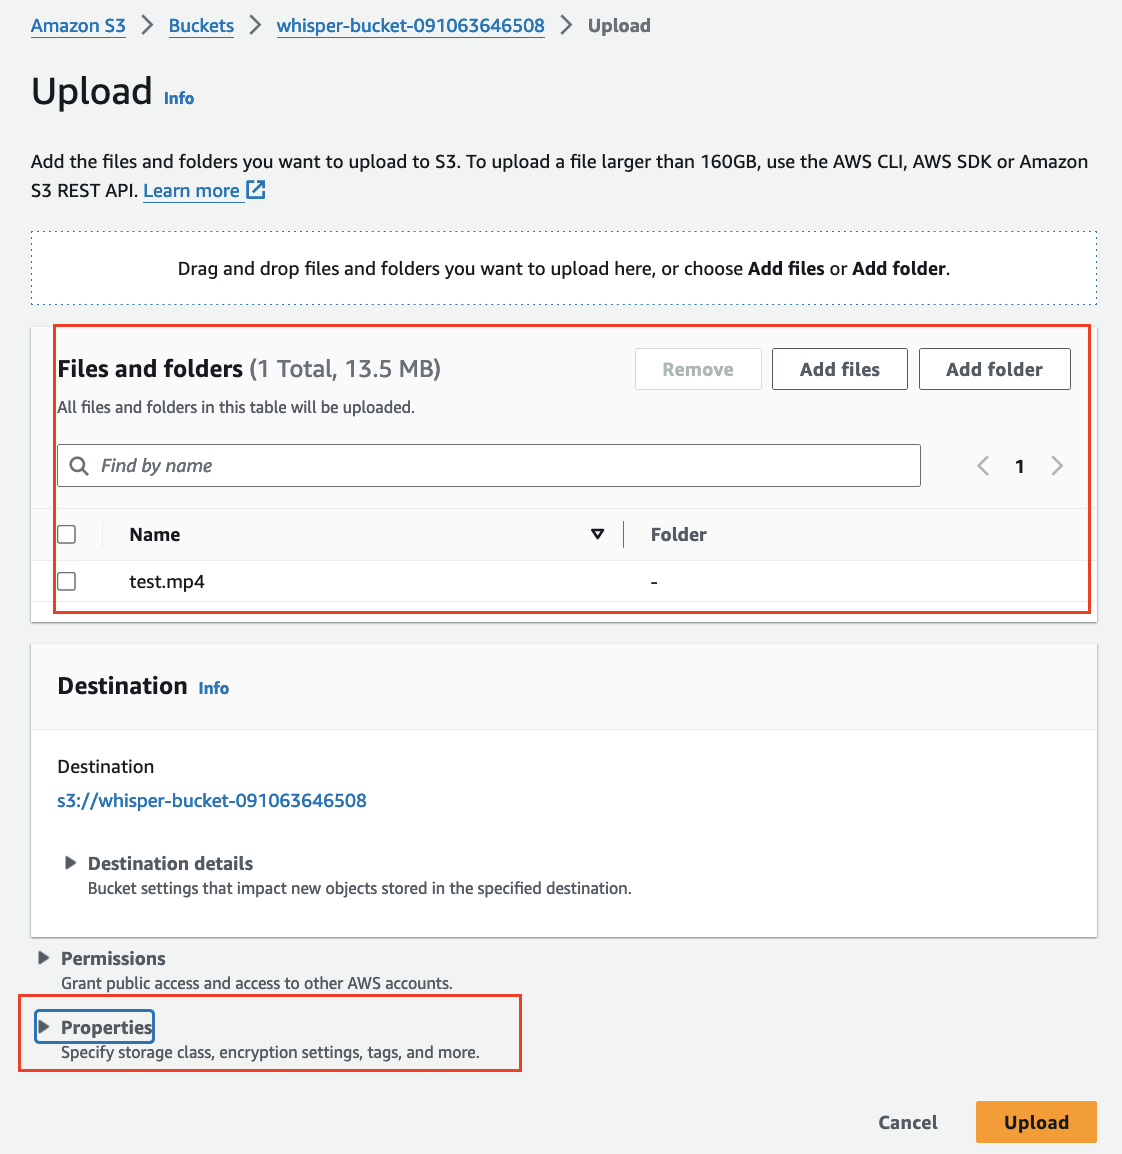 Amazon S3 > Buckets > whisper-bucket-091063646508 > Upload
Upload Info
Add the files and folders you want to upload to S3. To upload a file larger than 160GB, use the AWS CLI, AWS SDK or Amazon
S3 REST API. Learn more
Drag and drop files and folders you want to upload here, or choose Add files or Add folder.
Files and folders (1 Total, 13.5 MB)
Remove
Add files
Add folder
All files and folders in this table will be uploaded.
Find by name
1
Name
Folder
test.mp4
-
Destination Info
Destination
s3://whisper-bucket-091063646508
Destination details
Bucket settings that impact new objects stored in the specified destination.
Permissions
Grant public access and access to other AWS accounts.
Properties
Specify storage class, encryption settings, tags, and more.
Cancel
Upload